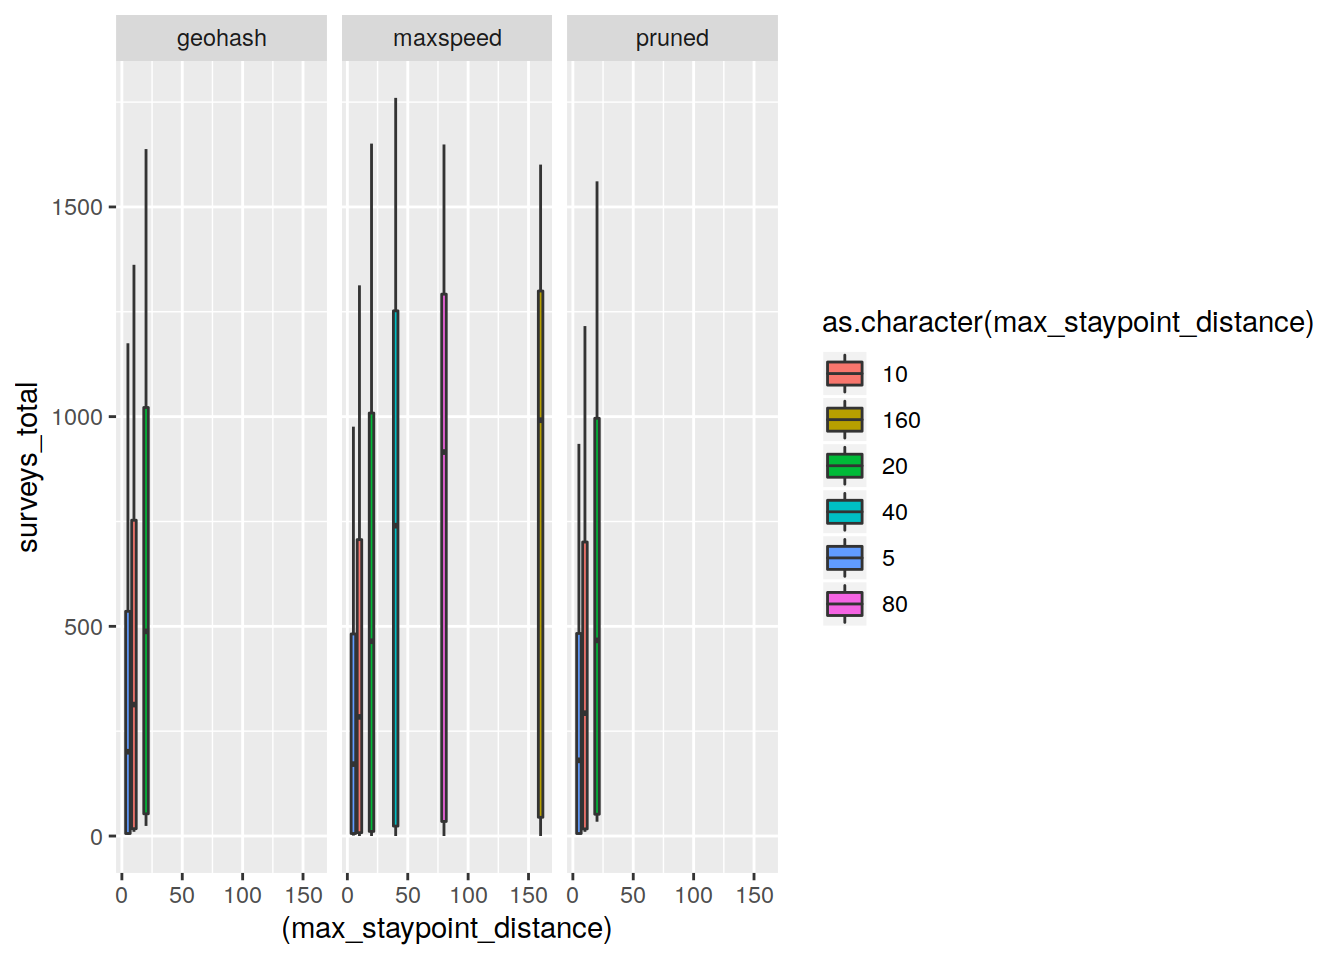 geohash maxspeed pruned
surveys_total
1500
1000
500
0
0 50 100 150 0 50 100 150 0 50 100 150
(max_staypoint_distance)
as.character(max_staypoint_distance)
10
160
20
40
5
80